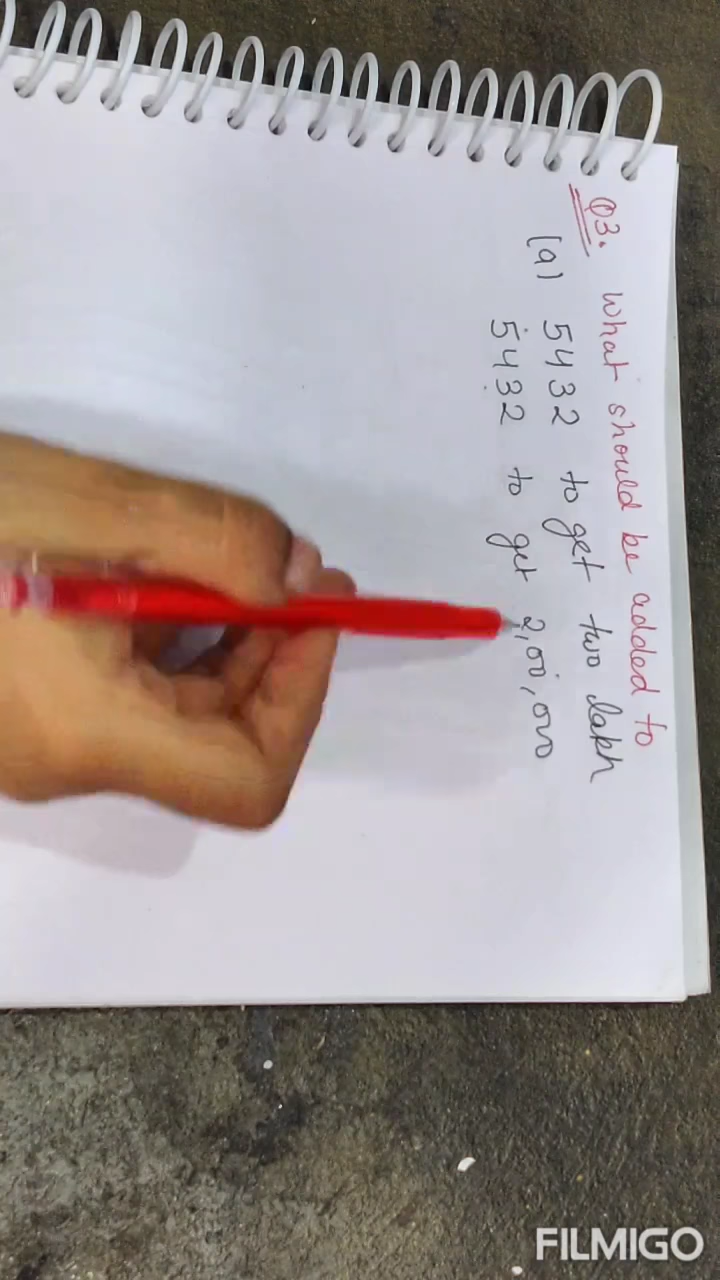 Q3. What should be added to
(a) 5432 to get two lakh
5432 to get 2,00,000
FILMIGO